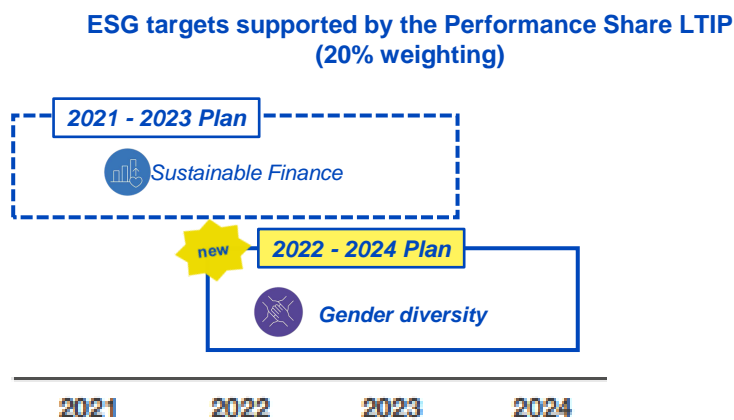 ESG targets supported by the Performance Share LTIP
(20% weighting)
2021 - 2023 Plan
Sustainable Finance
new
2022 - 2024 Plan
Gender diversity
2021 2022 2023 2024